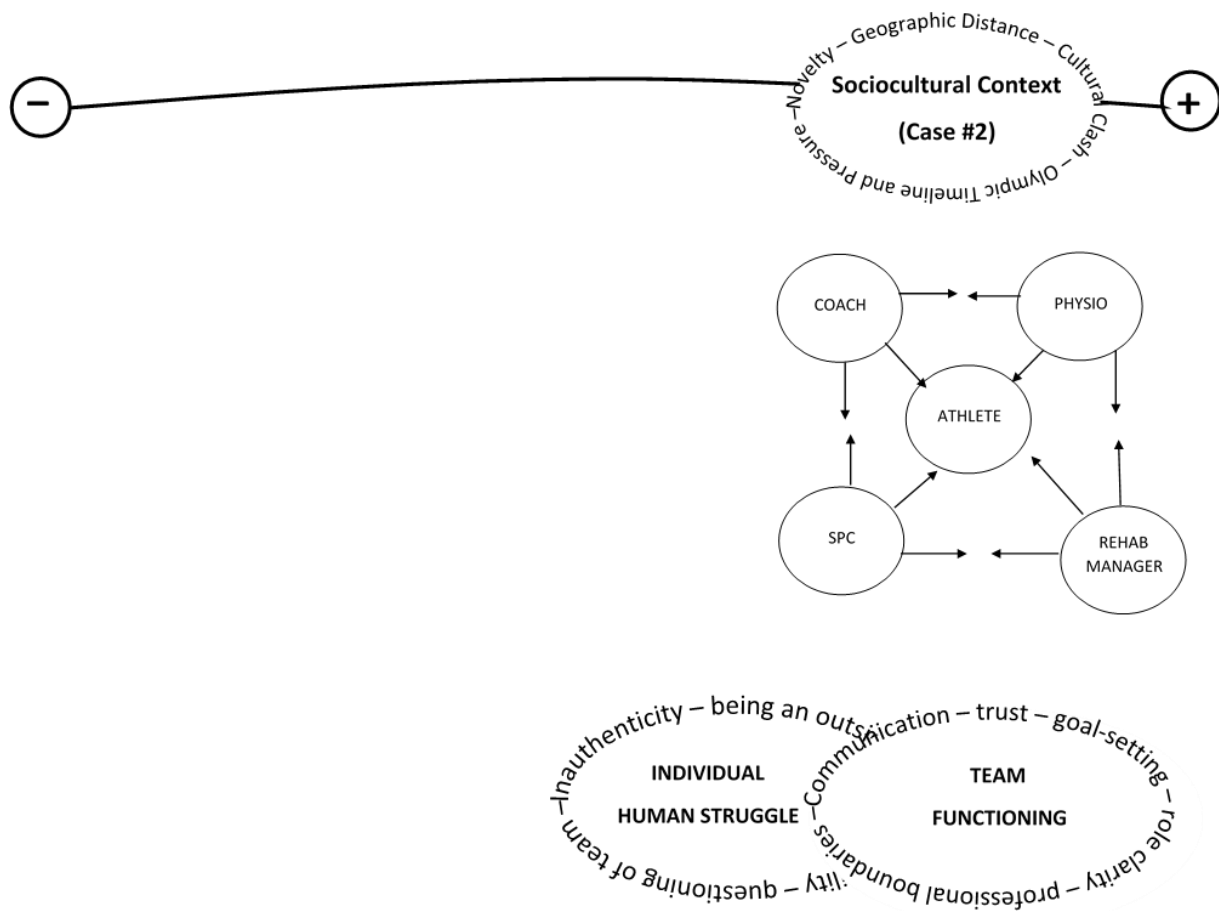 –Novelty – Geographic Distance – Cultural Clash – Olympic Timeline and Pressure
Sociocultural Context
(Case #2)
−
+
COACH
PHYSIO
ATHLETE
SPC
REHAB
MANAGER
–Inauthenticity – being an
questioning of team
INDIVIDUAL
HUMAN STRUGGLE
–Communication – trust – goal-setting – role clarity – professional boundaries
TEAM
FUNCTIONING